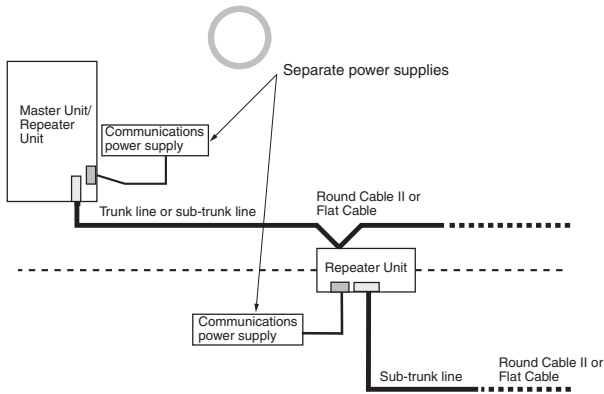 Separate power supplies
Master Unit/
Repeater
Unit
Communications
power supply
Trunk line or sub-trunk line
Round Cable II or
Flat Cable
Repeater Unit
Communications
power supply
Sub-trunk line
Round Cable II or
Flat Cable